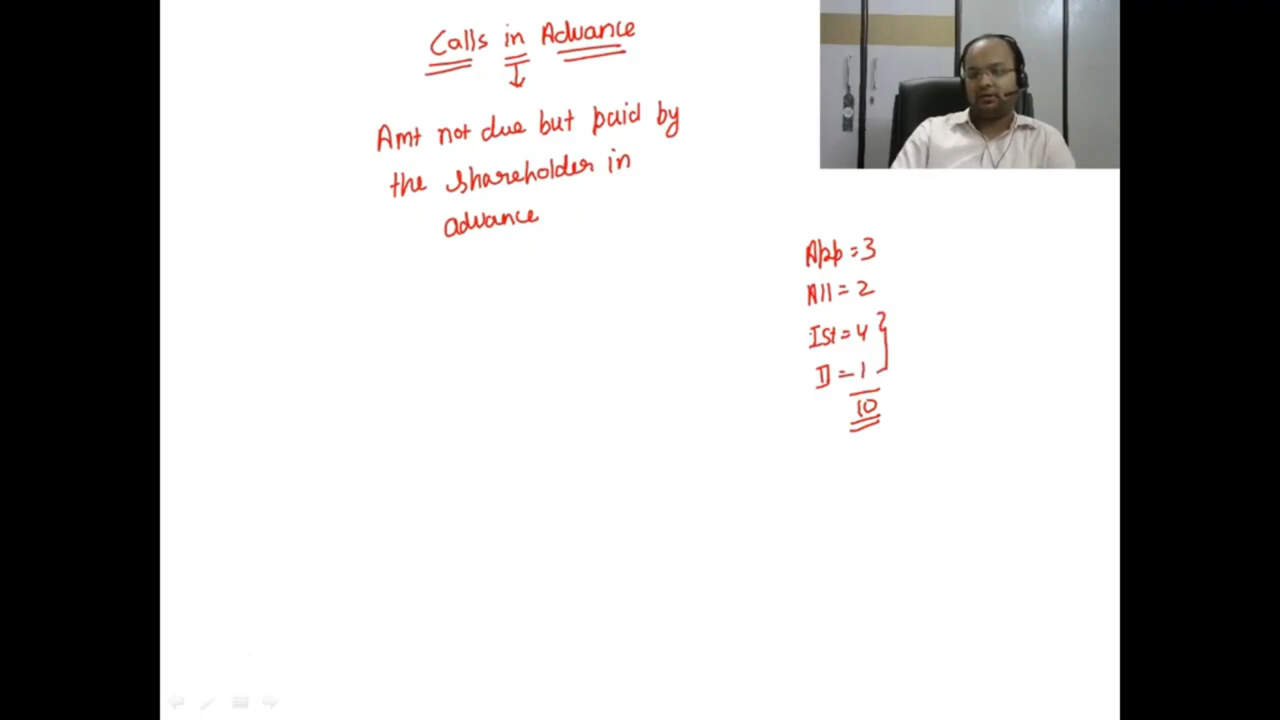 Calls in Advance
Amt not due but paid by
the shareholder in
advance
App = 3
All = 2
Ist = 4
II = 1
10